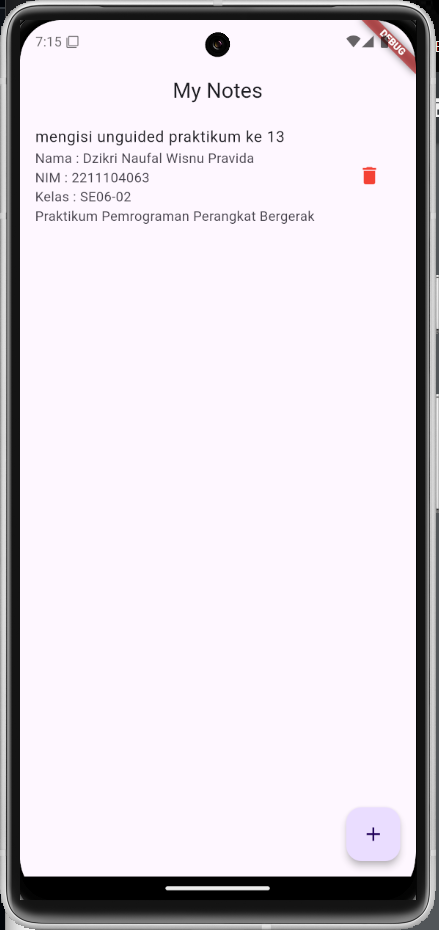 7:15
DEBUG
My Notes
mengisi unguided praktikum ke 13
Nama : Dzikri Naufal Wisnu Pravida
NIM : 2211104063
Kelas : SE06-02
Praktikum Pemrograman Perangkat Bergerak